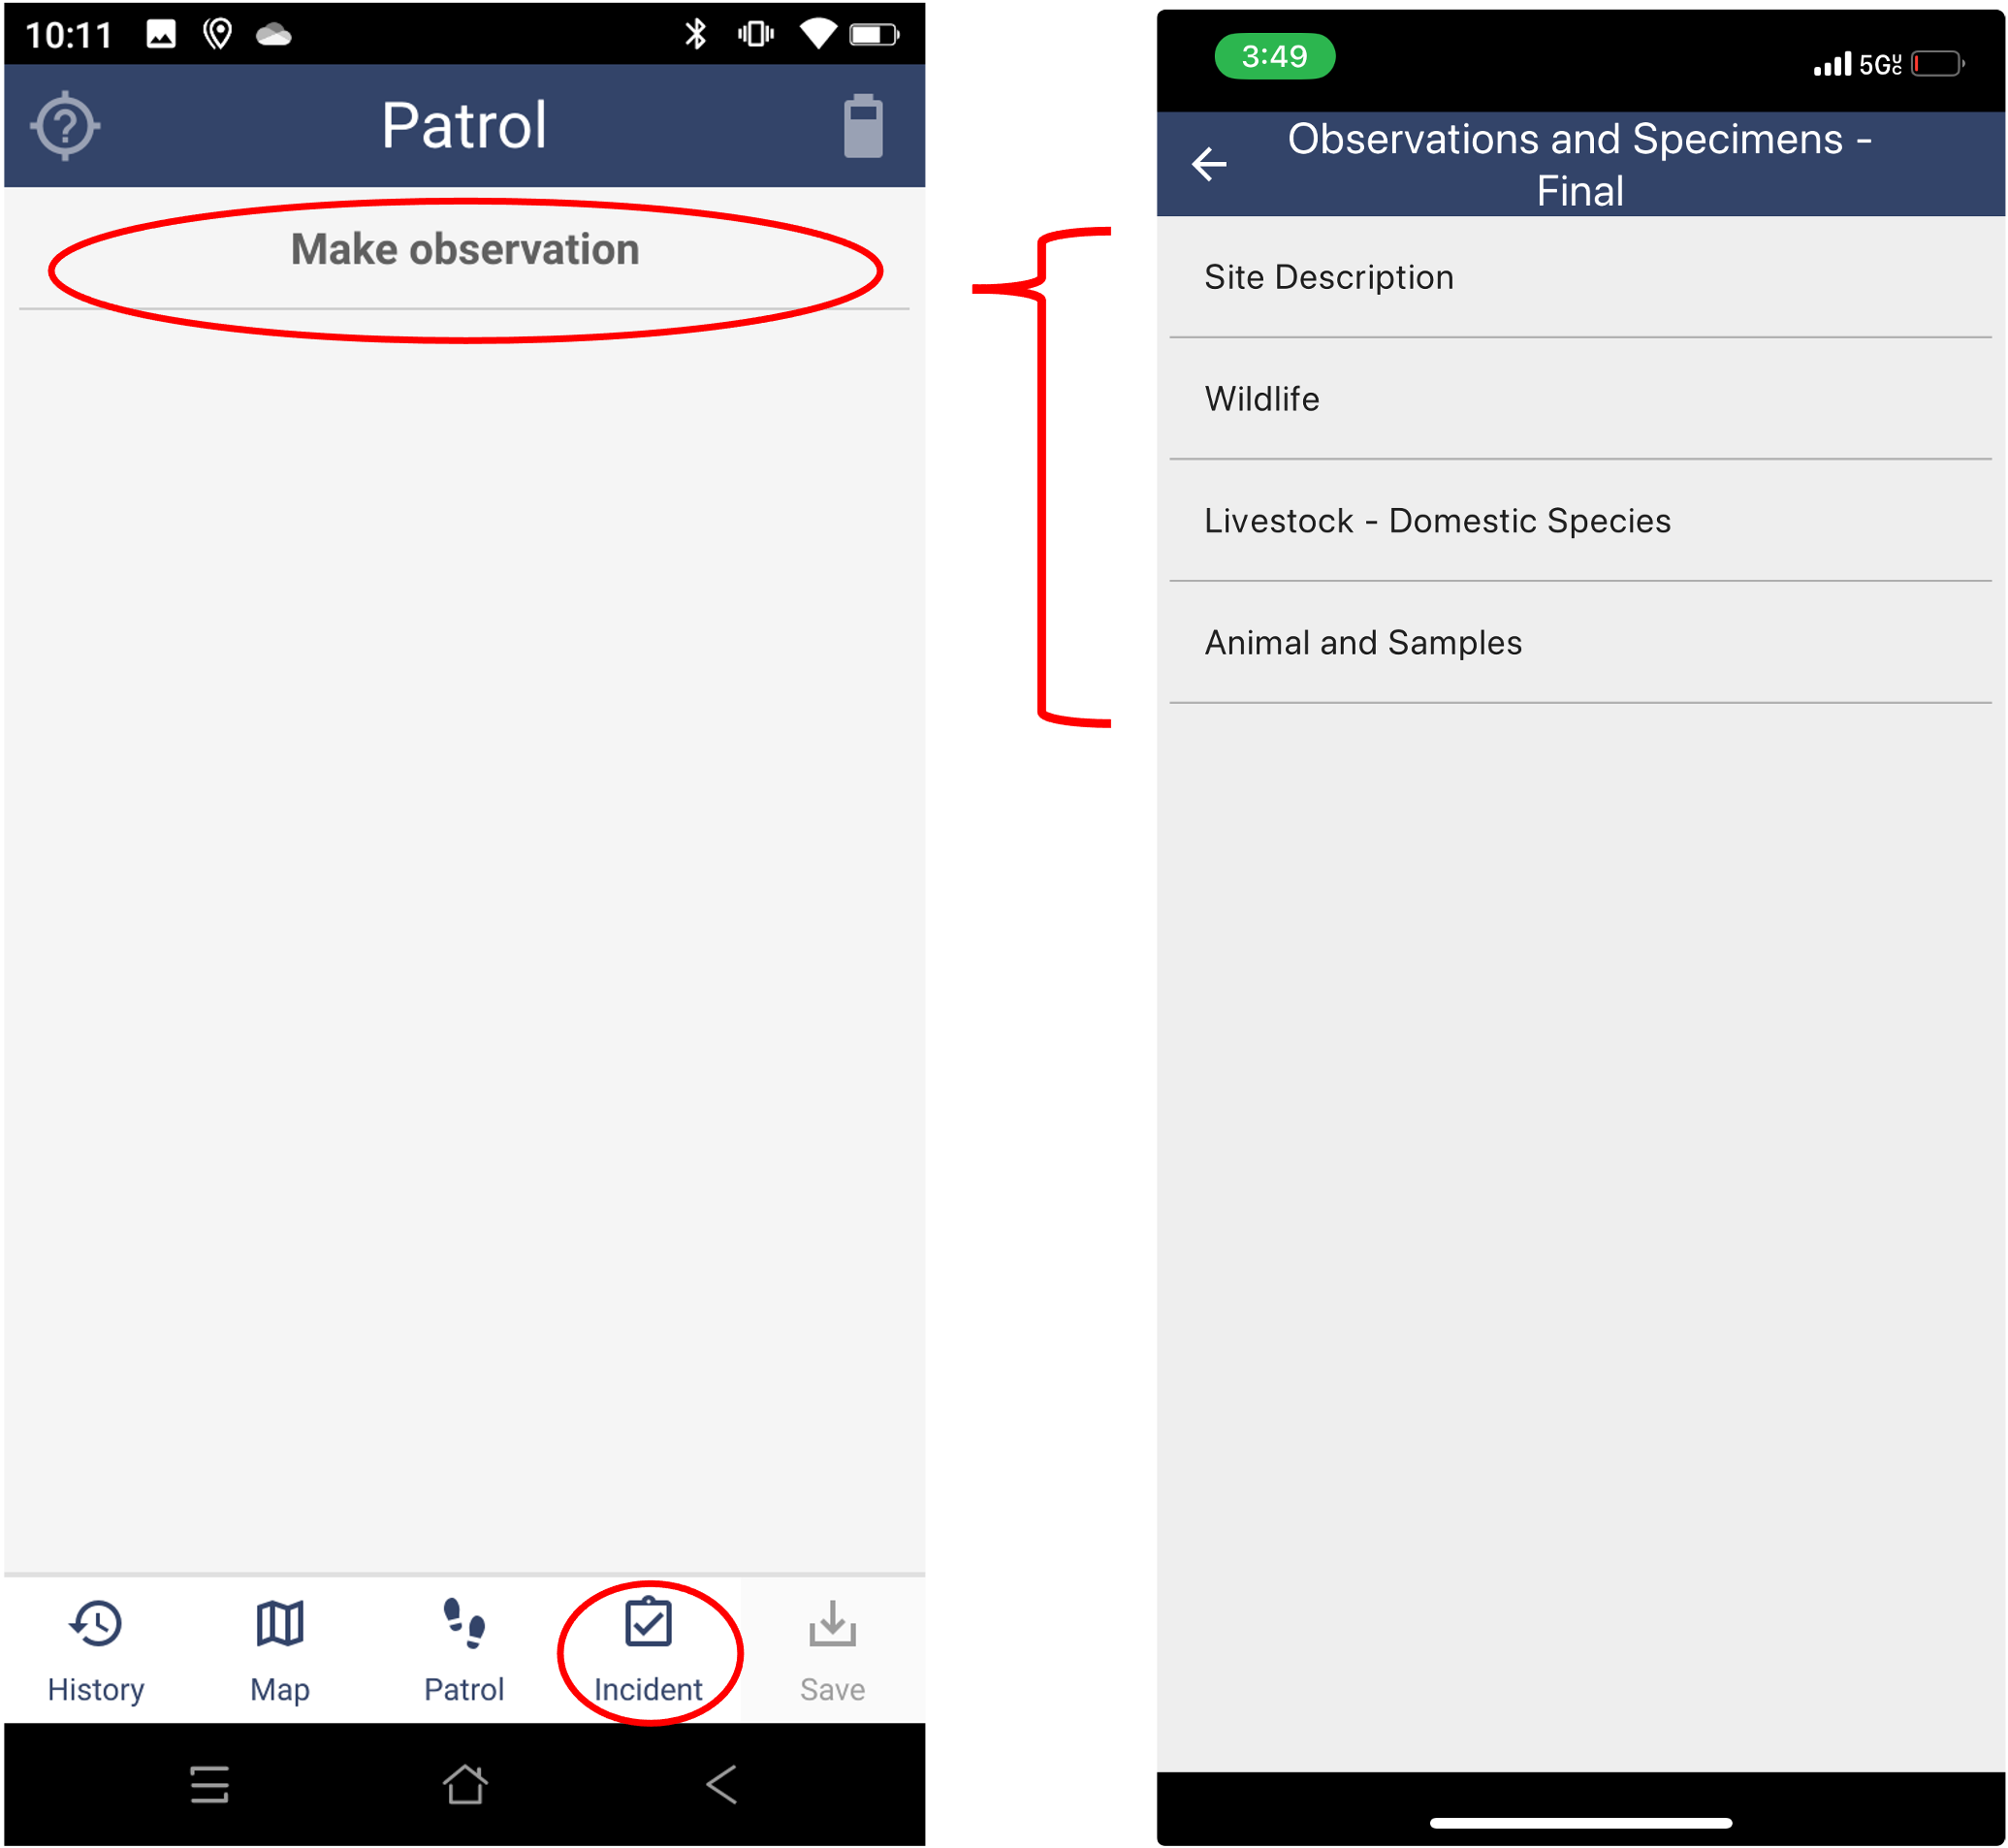 10:11
Patrol
Make observation
History Map Patrol Incident Save
3:49
5GUC
Observations and Specimens -
Final
Site Description
Wildlife
Livestock - Domestic Species
Animal and Samples